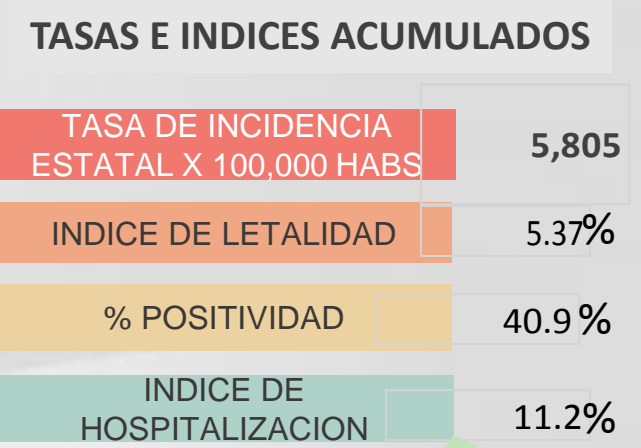 TASAS E INDICES ACUMULADOS
TASA DE INCIDENCIA
ESTATAL X 100,000 HABS
5,805
INDICE DE LETALIDAD
5.37%
% POSITIVIDAD
40.9 %
INDICE DE
HOSPITALIZACION
11.2%